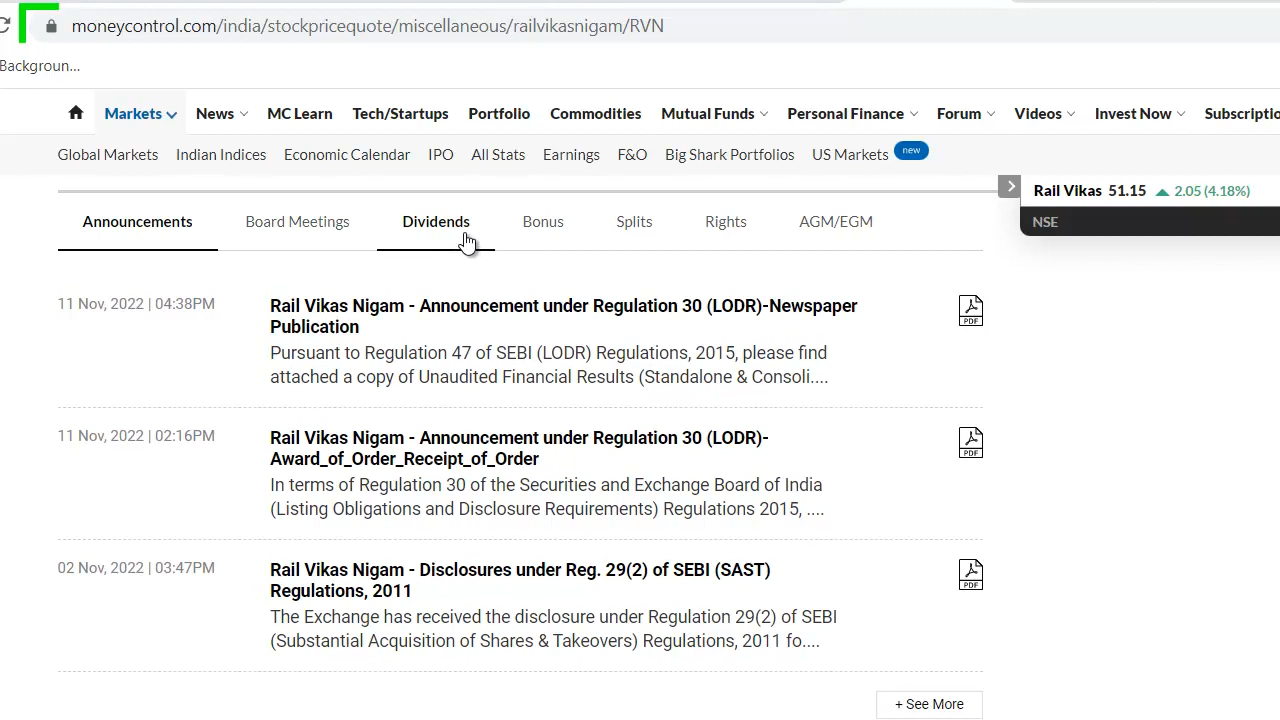 moneycontrol.com/india/stockpricequote/miscellaneous/railvikasnigam/RVN
Backgroun...
Markets News MC Learn Tech/Startups Portfolio Commodities Mutual Funds Personal Finance Forum Videos Invest Now Subscriptio
Global Markets Indian Indices Economic Calendar IPO All Stats Earnings F&O Big Shark Portfolios US Markets new
Rail Vikas 51.15 2.05 (4.18%)
NSE
Announcements Board Meetings Dividends Bonus Splits Rights AGM/EGM
11 Nov, 2022 | 04:38PM
Rail Vikas Nigam - Announcement under Regulation 30 (LODR)-Newspaper
Publication
Pursuant to Regulation 47 of SEBI (LODR) Regulations, 2015, please find
attached a copy of Unaudited Financial Results (Standalone & Consoli....
PDF
11 Nov, 2022 | 02:16PM
Rail Vikas Nigam - Announcement under Regulation 30 (LODR)-
Award_of_Order_Receipt_of_Order
In terms of Regulation 30 of the Securities and Exchange Board of India
(Listing Obligations and Disclosure Requirements) Regulations 2015, ....
PDF
02 Nov, 2022 | 03:47PM
Rail Vikas Nigam - Disclosures under Reg. 29(2) of SEBI (SAST)
Regulations, 2011
The Exchange has received the disclosure under Regulation 29(2) of SEBI
(Substantial Acquisition of Shares & Takeovers) Regulations, 2011 fo....
PDF
+ See More